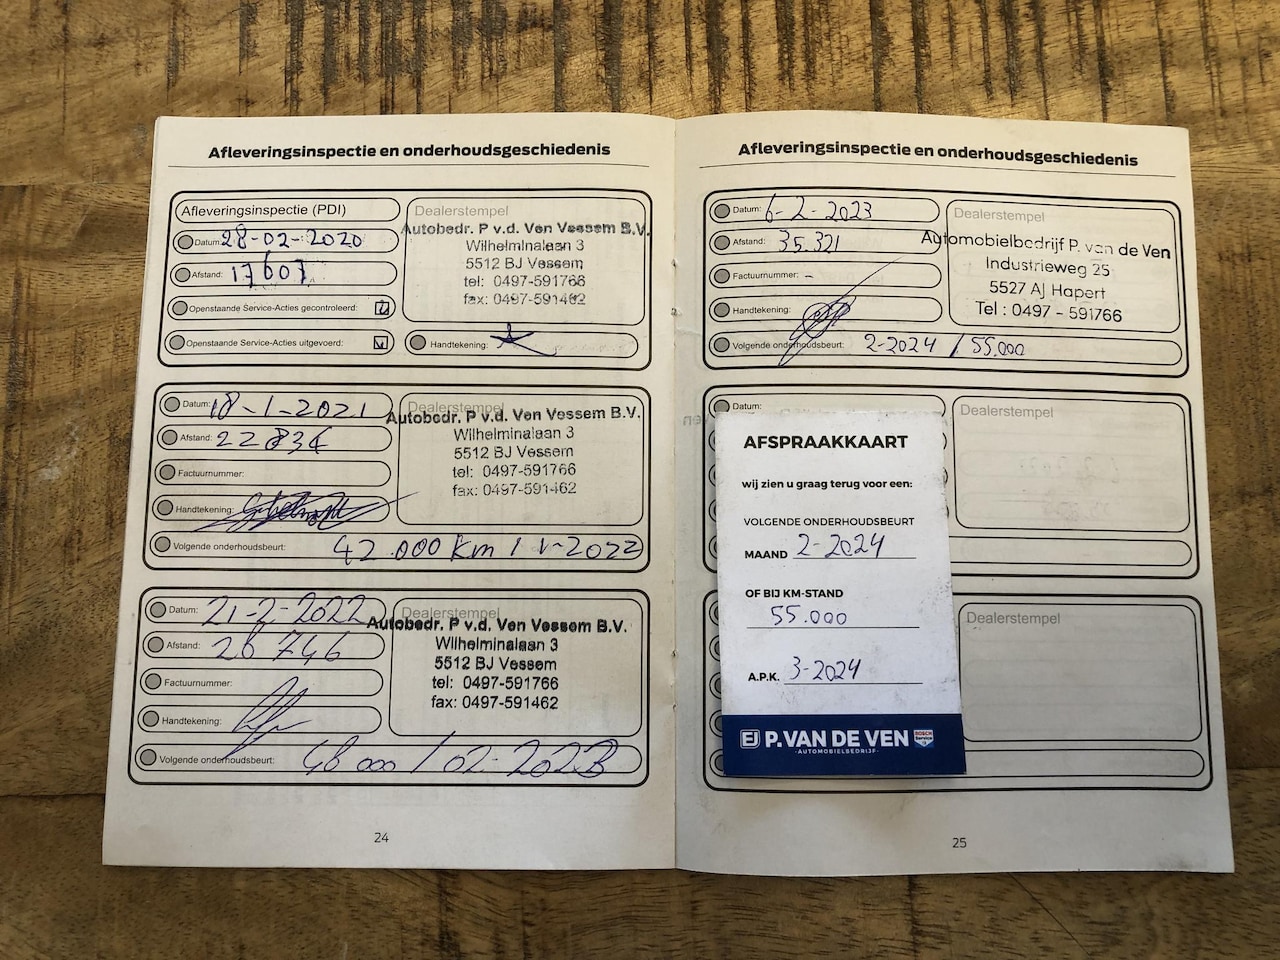 Afleveringsinspectie en onderhoudsgeschiedenis
Afleveringsinspectie (PDI)
Datum: 28-02-2020
Afstand: 17607
Openstaande Service-Acties gecontroleerd:
Openstaande Service-Acties uitgevoerd:
Dealerstempel
Autobedr. P v.d. Ven Vessem B.V.
Wilhelminalaan 3
5512 BJ Vessem
tel: 0497-591766
fax: 0497-591462
Handtekening:
Datum: 18-1-2021
Afstand: 22834
Factuurnummer:
Handtekening:
Volgende onderhoudsbeurt: 42.000 km / 1-2022
Dealerstempel
Autobedr. P v.d. Ven Vessem B.V.
Wilhelminalaan 3
5512 BJ Vessem
tel: 0497-591766
fax: 0497-591462
Datum: 21-2-2022
Afstand: 26746
Factuurnummer:
Handtekening:
Volgende onderhoudsbeurt: 48000 / 02-2023
Dealerstempel
Autobedr. P v.d. Ven Vessem B.V.
Wilhelminalaan 3
5512 BJ Vessem
tel: 0497-591766
fax: 0497-591462
24
Afleveringsinspectie en onderhoudsgeschiedenis
Datum: 6-2-2023
Afstand: 35.321
Factuurnummer: -
Handtekening:
Volgende onderhoudsbeurt: 2-2024 / 55.000
Dealerstempel
Automobielbedrijf P. van de Ven
Industrieweg 25
5527 AJ Hapert
Tel : 0497 - 591766
Datum:
Dealerstempel
Dealerstempel
AFSPRAAKKAART
wij zien u graag terug voor een:
VOLGENDE ONDERHOUDSBEURT
MAAND 2-2024
OF BIJ KM-STAND
55.000
A.P.K. 3-2024
P. VAN DE VEN
-AUTOMOBIELBEDRIJF-
BOSCH
Service
25